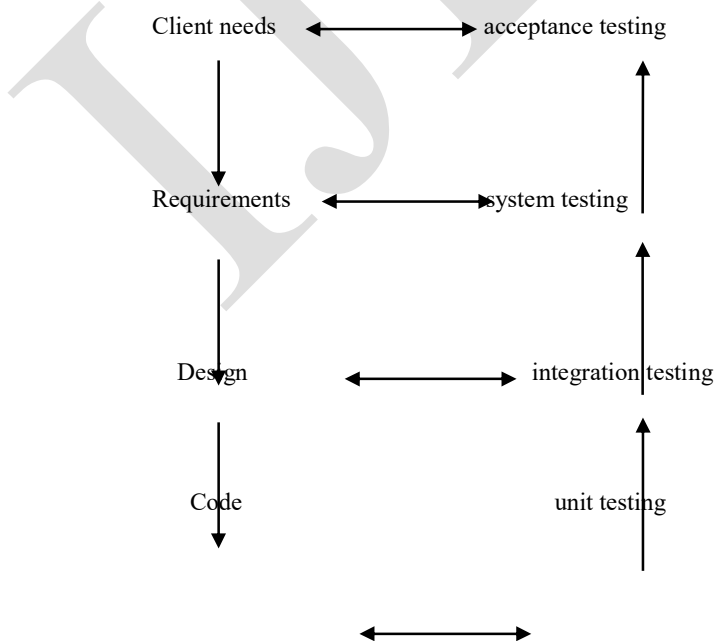 Client needs acceptance testing
Requirements system testing
Design integration testing
Code unit testing